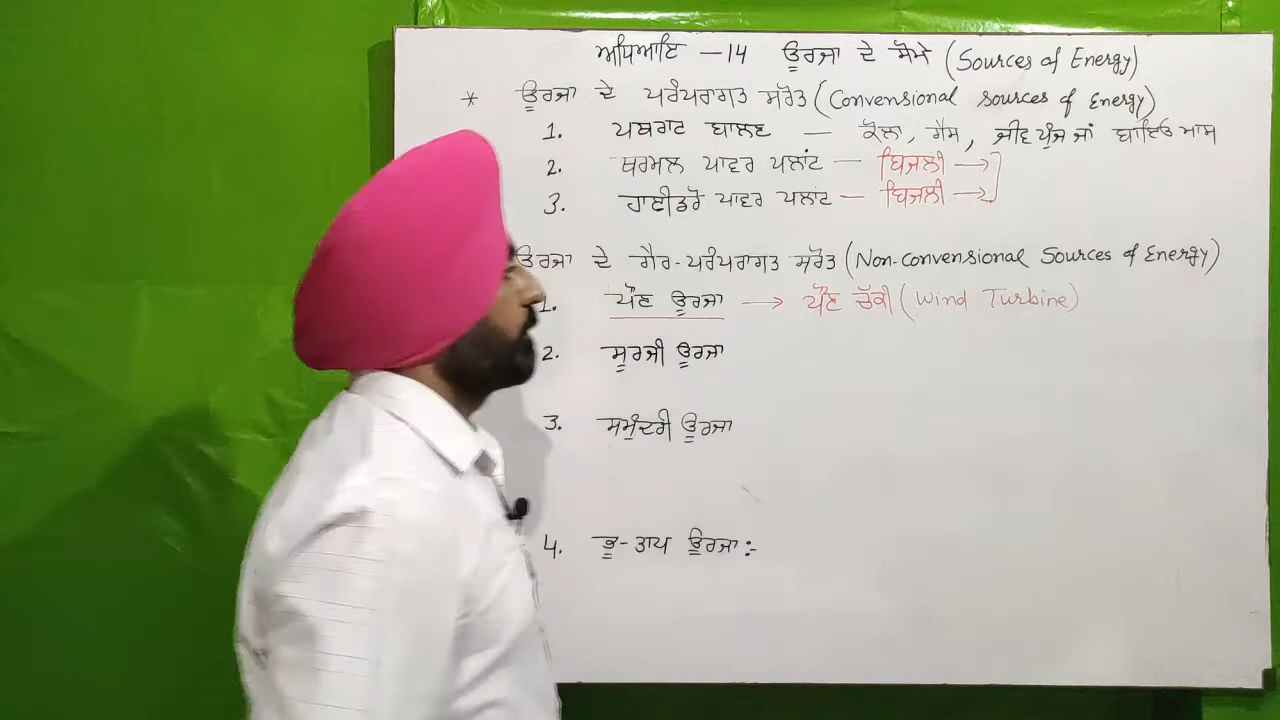 ਅਧਿਆਇ — 14 ਊਰਜਾ ਦੇ ਸੋਮੇ (Sources of Energy)
* ਊਰਜਾ ਦੇ ਪਰੰਪਰਾਗਤ ਸਰੋਤ (Convensional sources of Energy)
1. ਪਥਰਾਟ ਬਾਲਣ — ਕੋਲਾ, ਗੈਸ, ਜੀਵ ਪੁੰਜ ਜਾਂ ਬਾਇਓ ਮਾਸ
2. ਥਰਮਲ ਪਾਵਰ ਪਲਾਂਟ — ਬਿਜਲੀ →
3. ਹਾਈਡਰੋ ਪਾਵਰ ਪਲਾਂਟ — ਬਿਜਲੀ →
ਊਰਜਾ ਦੇ ਗੈਰ-ਪਰੰਪਰਾਗਤ ਸਰੋਤ (Non-convensional Sources of Energy)
1. ਪੌਣ ਊਰਜਾ → ਪੌਣ ਚੱਕੀ (Wind Turbine)
2. ਸੂਰਜੀ ਊਰਜਾ
3. ਸਮੁੰਦਰੀ ਊਰਜਾ
4. ਭੂ-ਤਾਪ ਊਰਜਾ :-